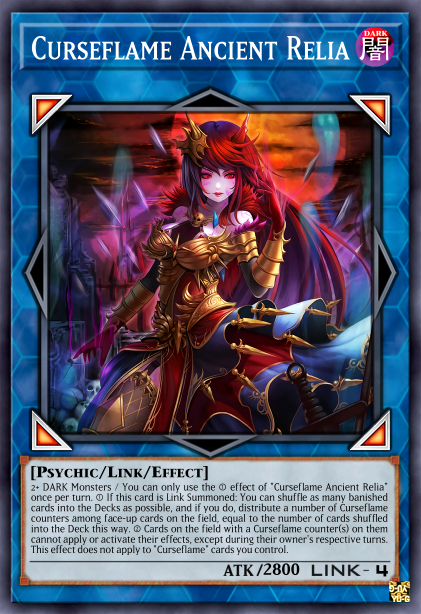 Curseflame Ancient Relia
DARK
闇
[Psychic/Link/Effect]
2+ DARK Monsters / You can only use the ① effect of "Curseflame Ancient Relia"
once per turn. ① If this card is Link Summoned: You can shuffle as many banished
cards into the Decks as possible, and if you do, distribute a number of Curseflame
counters among face-up cards on the field, equal to the number of cards shuffled
into the Deck this way. ② Cards on the field with a Curseflame counter(s) on them
cannot apply or activate their effects, except during their owner's respective turns.
This effect does not apply to "Curseflame" cards you control.
ATK/2800 LINK-4